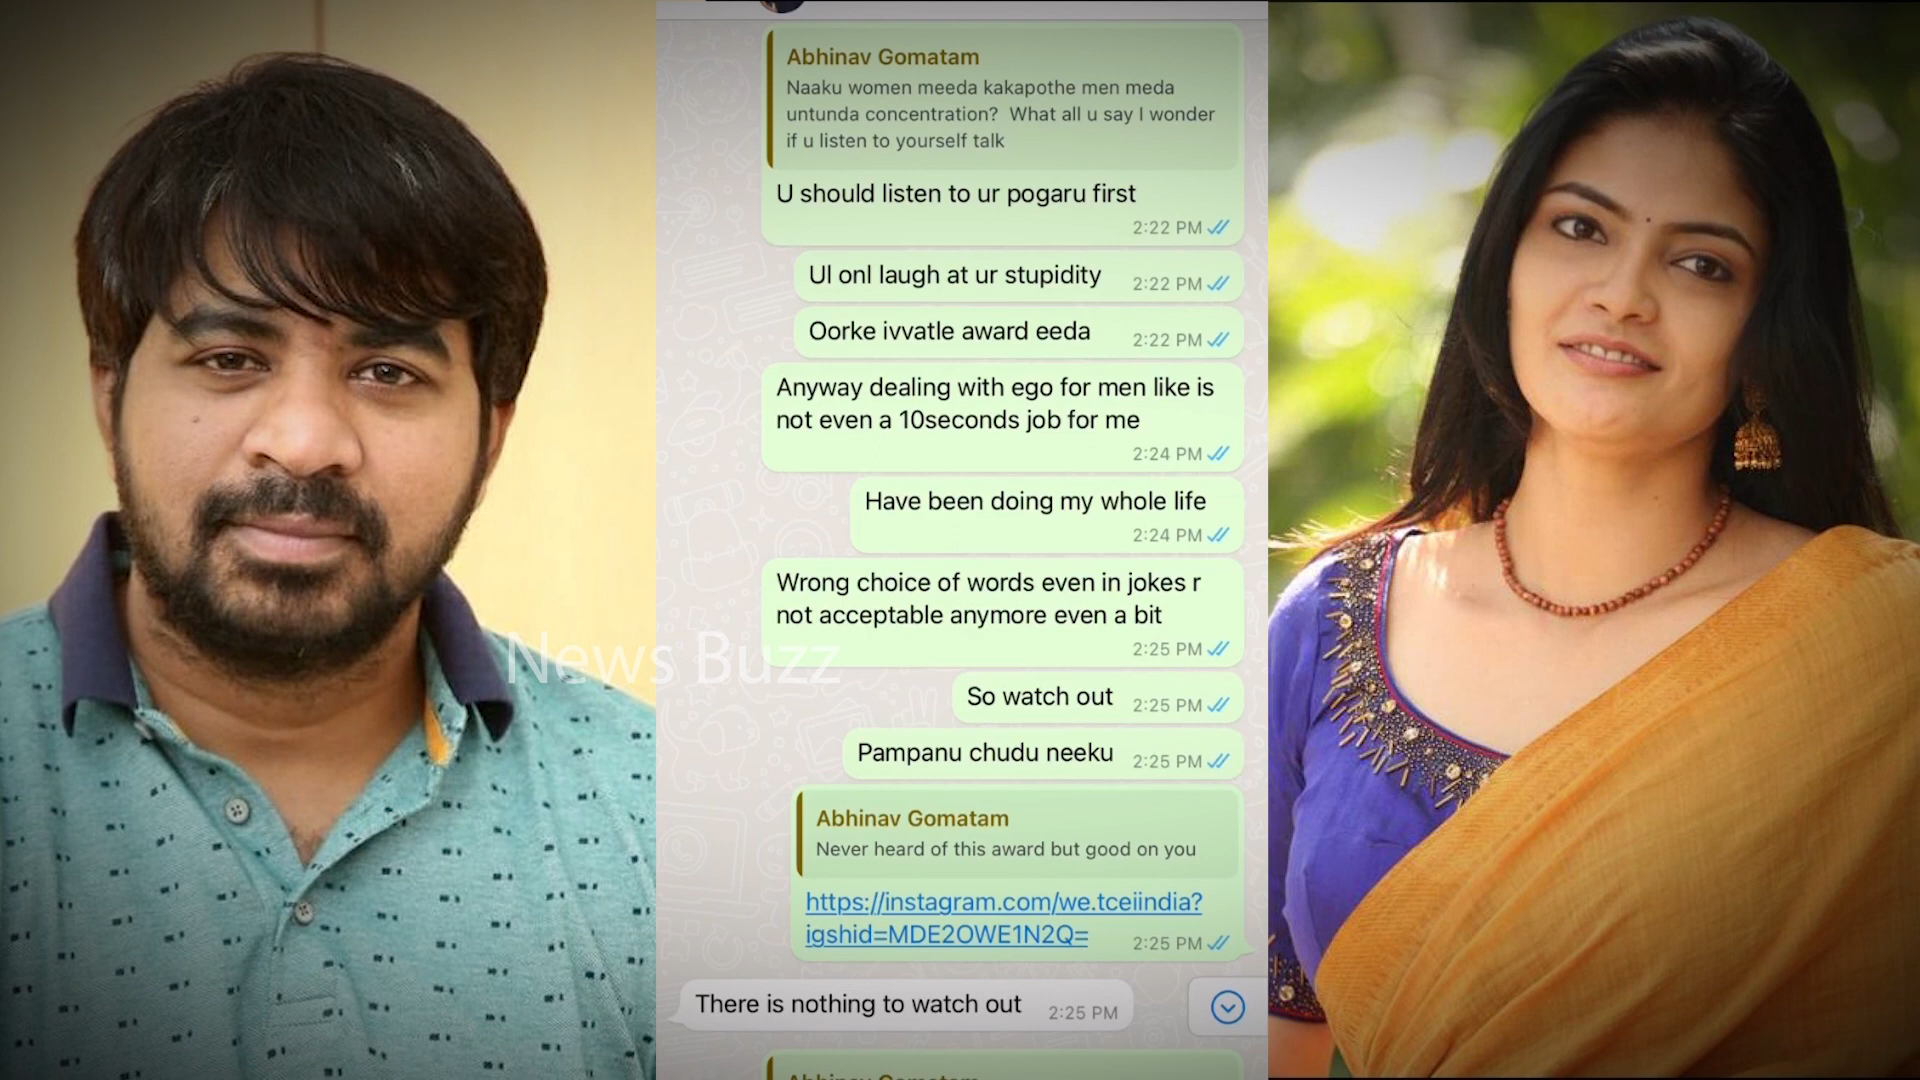 Abhinav Gomatam
Naaku women meeda kakapothe men meda
untunda concentration?  What all u say I wonder
if u listen to yourself talk
U should listen to ur pogaru first
2:22 PM
Ul onl laugh at ur stupidity 2:22 PM
Oorke ivvatle award eeda 2:22 PM
Anyway dealing with ego for men like is
not even a 10seconds job for me
2:24 PM
Have been doing my whole life
2:24 PM
Wrong choice of words even in jokes r
not acceptable anymore even a bit
2:25 PM
News Buzz
So watch out 2:25 PM
Pampanu chudu neeku 2:25 PM
Abhinav Gomatam
Never heard of this award but good on you
https://instagram.com/we.tceiindia?
igshid=MDE2OWE1N2Q= 2:25 PM
There is nothing to watch out 2:25 PM
Abhinav Gomatam